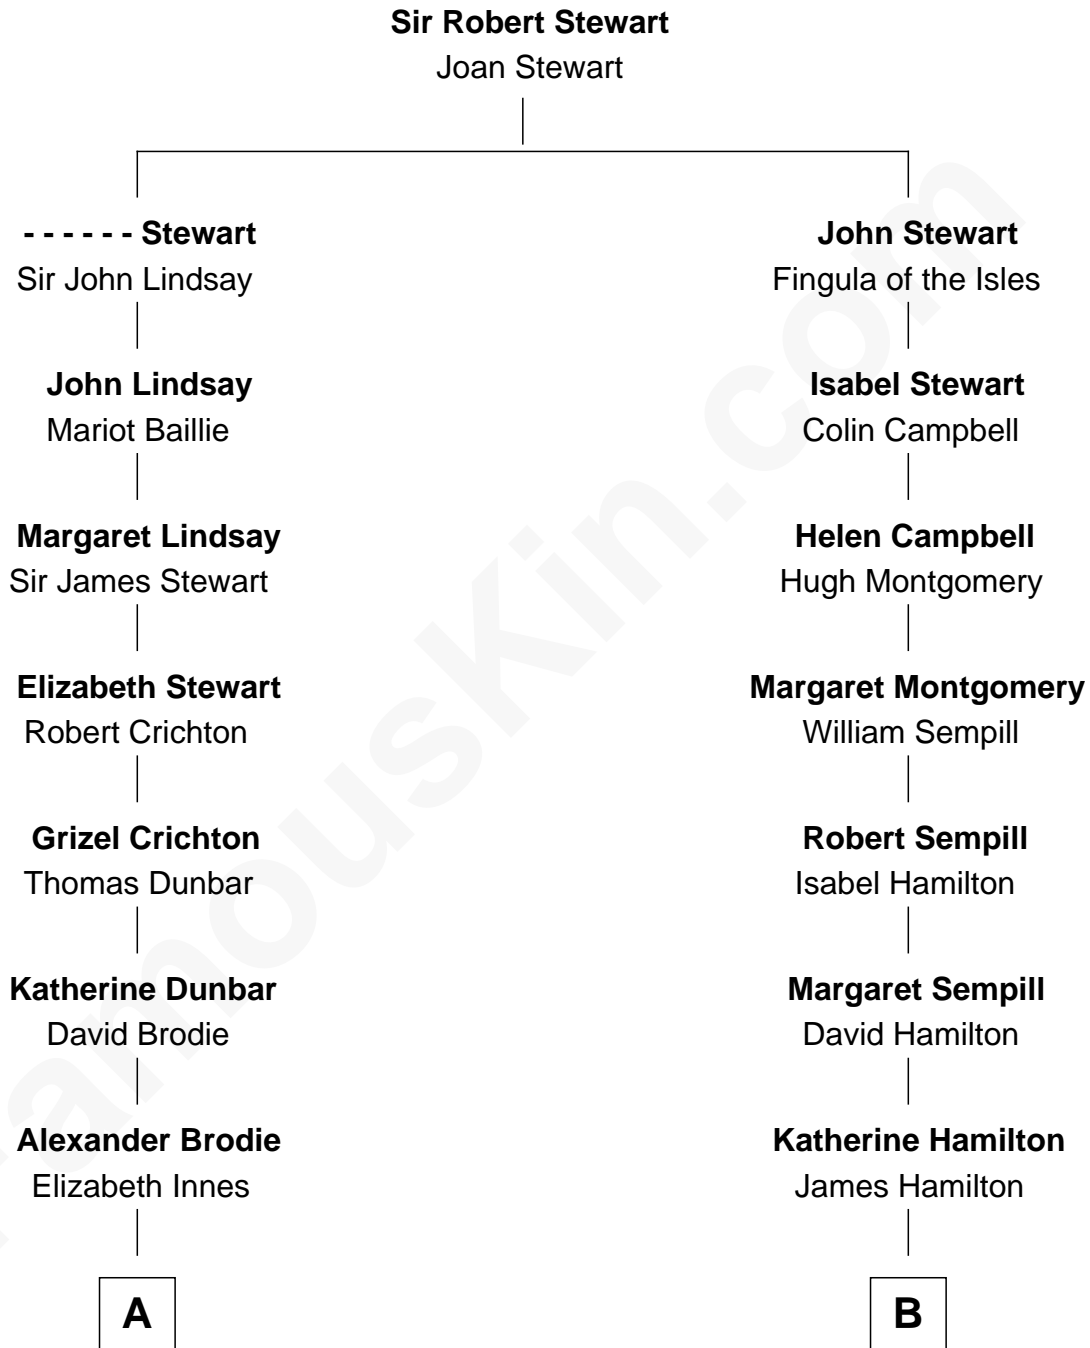 Sir Robert Stewart
Joan Stewart
- - - - - - Stewart
Sir John Lindsay
John Lindsay
Mariot Baillie
Margaret Lindsay
Sir James Stewart
Elizabeth Stewart
Robert Crichton
Grizel Crichton
Thomas Dunbar
Katherine Dunbar
David Brodie
Alexander Brodie
Elizabeth Innes
A
John Stewart
Fingula of the Isles
Isabel Stewart
Colin Campbell
Helen Campbell
Hugh Montgomery
Margaret Montgomery
William Sempill
Robert Sempill
Isabel Hamilton
Margaret Sempill
David Hamilton
Katherine Hamilton
James Hamilton
B
FamousKin.com